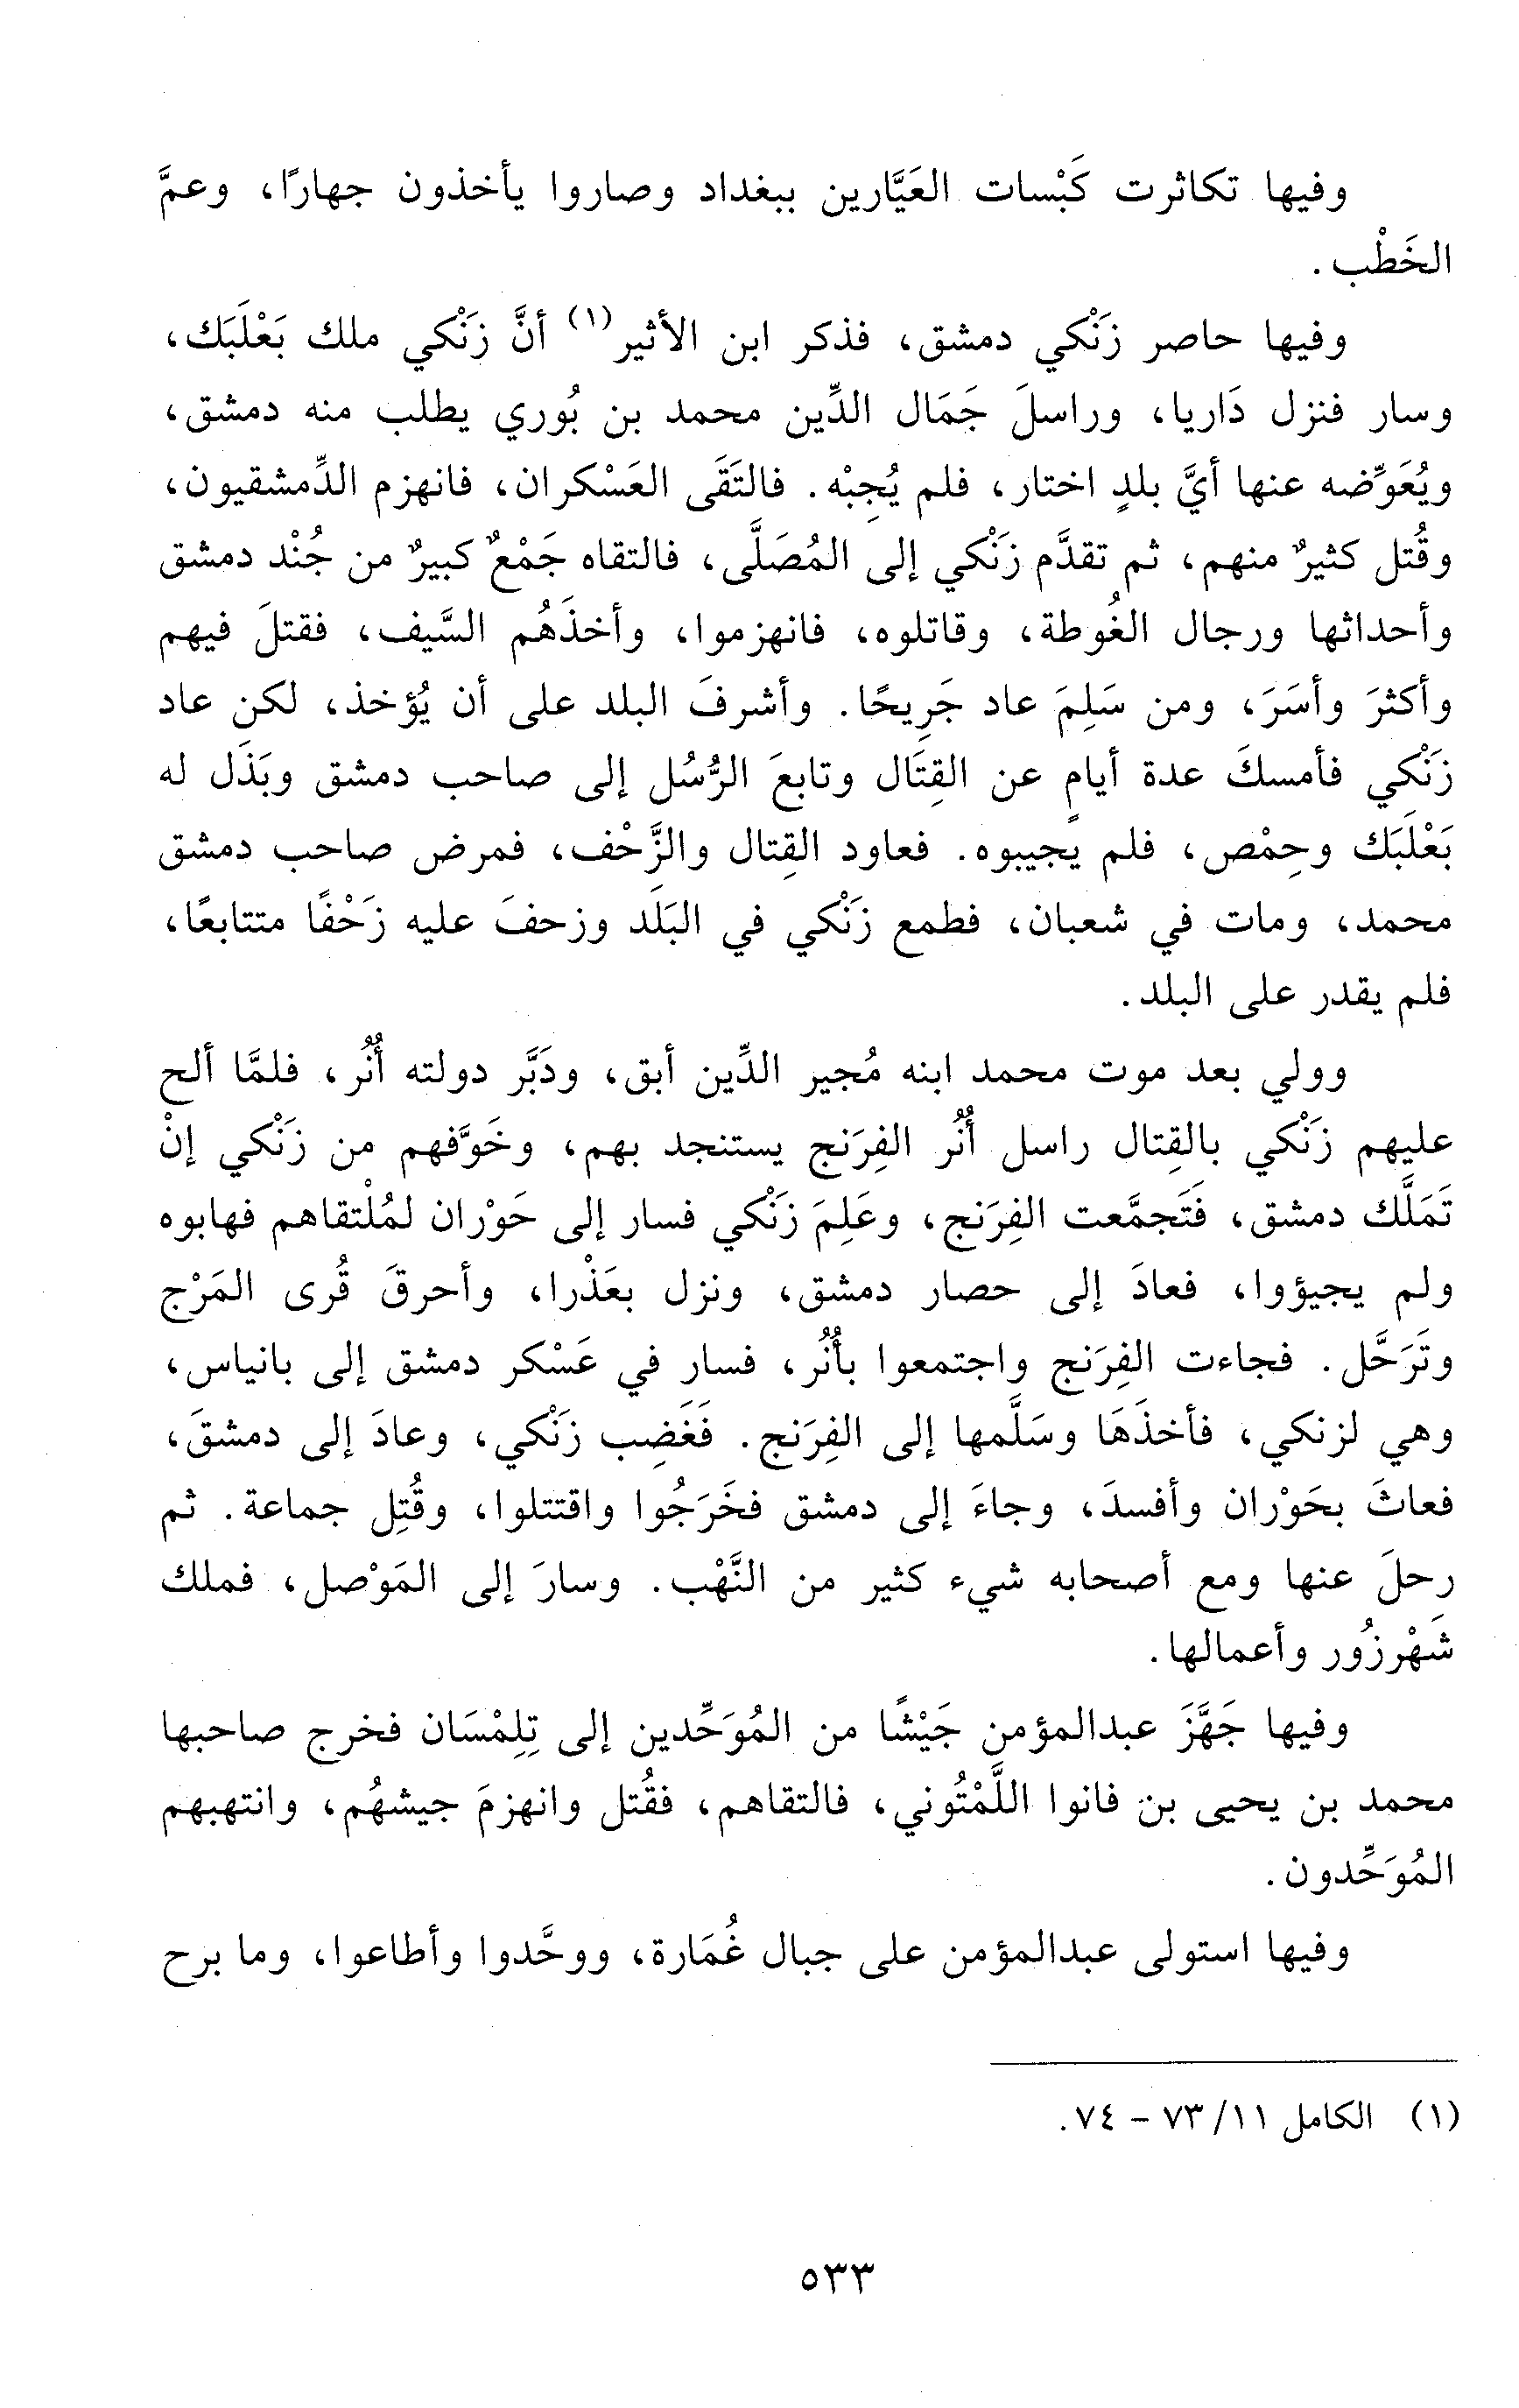 وفيها تكاثرت كَبْسات العَيَّارين ببغداد وصاروا يأخذون جهارًا، وعمَّ
الخَطْب.
وفيها حاصر زَنْكي دمشق، فذكر ابن الأثير(١) أنَّ زَنْكي ملك بَعْلَبَك،
وسار فنزل دَاريا، وراسلَ جَمَال الدِّين محمد بن بُوري يطلب منه دمشق،
ويُعَوِّضه عنها أيَّ بلدٍ اختار، فلم يُجِبْه. فالتَقَى العَسْكران، فانهزم الدِّمشقيون،
وقُتل كثيرٌ منهم، ثم تقدَّم زَنْكي إلى المُصَلَّى، فالتقاه جَمْعٌ كبيرٌ من جُنْد دمشق
وأحداثها ورجال الغُوطة، وقاتلوه، فانهزموا، وأخذَهُم السَّيف، فقتلَ فيهم
وأكثرَ وأسَرَ، ومن سَلِمَ عاد جَرِيحًا. وأشرفَ البلد على أن يُؤخذ، لكن عاد
زَنْكي فأمسكَ عدة أيامٍ عن القِتَال وتابعَ الرُّسُل إلى صاحب دمشق وبَذَل له
بَعْلَبَك وحِمْص، فلم يجيبوه. فعاود القِتال والزَّحْف، فمرض صاحب دمشق
محمد، ومات في شعبان، فطمع زَنْكي في البَلَد وزحفَ عليه زَحْفًا متتابعًا،
فلم يقدر على البلد.
وولي بعد موت محمد ابنه مُجير الدِّين أبق، ودَبَّر دولته أُنُر، فلمَّا ألح
عليهم زَنْكي بالقِتال راسل أُنُر الفِرَنج يستنجد بهم، وخَوَّفهم من زَنْكي إنْ
تَمَلَّك دمشق، فَتَجمَّعت الفِرَنج، وعَلِمَ زَنْكي فسار إلى حَوْران لمُلْتقاهم فهابوه
ولم يجيؤوا، فعادَ إلى حصار دمشق، ونزل بعَذْرا، وأحرقَ قُرى المَرْج
وتَرَحَّل. فجاءت الفِرَنج واجتمعوا بأُنُر، فسار في عَسْكر دمشق إلى بانياس،
وهي لزنكي، فأخذَهَا وسَلَّمها إلى الفِرَنج. فَغَضِب زَنْكي، وعادَ إلى دمشقَ،
فعاثَ بحَوْران وأفسدَ، وجاءَ إلى دمشق فخَرَجُوا واقتتلوا، وقُتِل جماعة. ثم
رحلَ عنها ومع أصحابه شيء كثير من النَّهْب. وسارَ إلى المَوْصل، فملك
شَهْرزُور وأعمالها.
وفيها جَهَّزَ عبدالمؤمن جَيْشًا من المُوَحِّدين إلى تِلِمْسَان فخرج صاحبها
محمد بن يحيى بن فانوا اللَّمْتُوني، فالتقاهم، فقُتل وانهزمَ جيشهُم، وانتهبهم
المُوَحِّدون.
وفيها استولى عبدالمؤمن على جبال غُمَارة، ووحَّدوا وأطاعوا، وما برح
(١) الكامل ١١/ ٧٣ - ٧٤.
٥٣٣